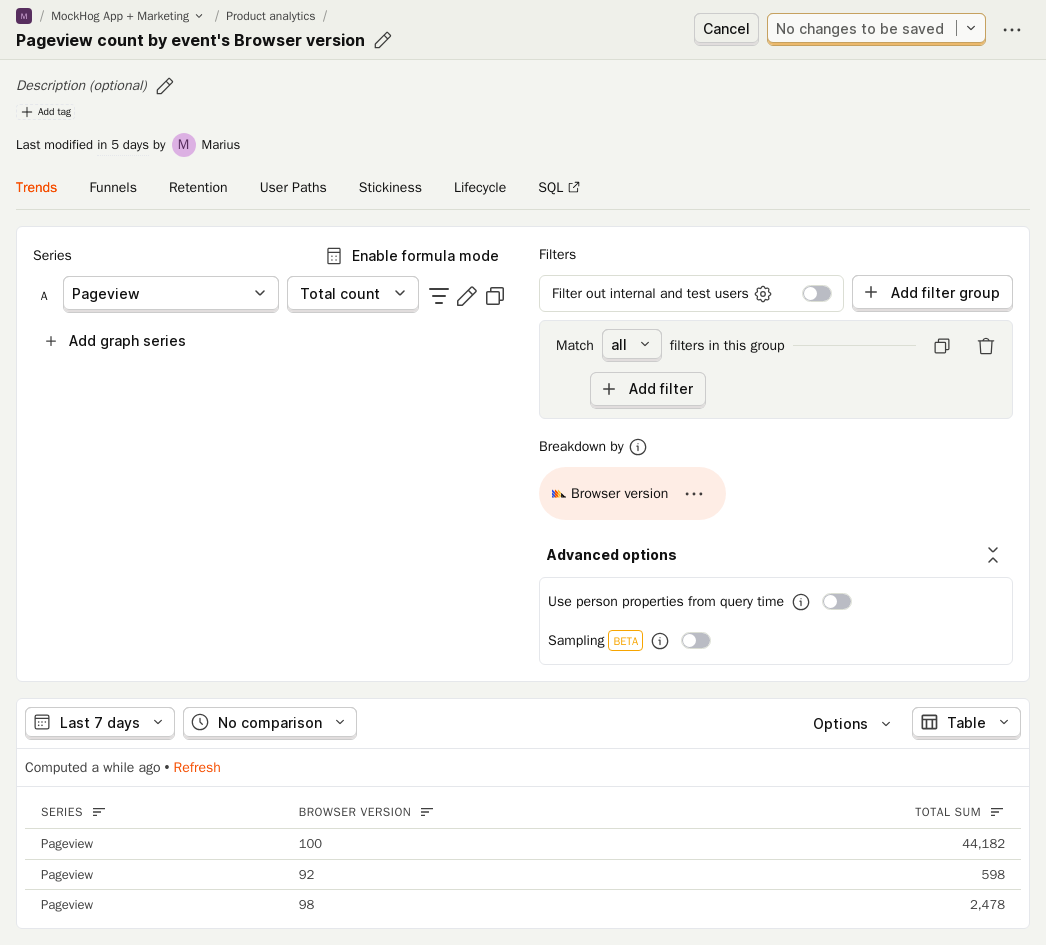 M / MockHog App + Marketing / Product analytics /
Pageview count by event's Browser version
Cancel
No changes to be saved
Description (optional)
Add tag
Last modified in 5 days by M Marius
Trends Funnels Retention User Paths Stickiness Lifecycle SQL
Series
Enable formula mode
A Pageview Total count
Add graph series
Filters
Filter out internal and test users
Add filter group
Match all filters in this group
Add filter
Breakdown by
Browser version
Advanced options
Use person properties from query time
Sampling BETA
Last 7 days No comparison Options Table
Computed a while ago • Refresh
SERIES BROWSER VERSION TOTAL SUM
Pageview 100 44,182
Pageview 92 598
Pageview 98 2,478